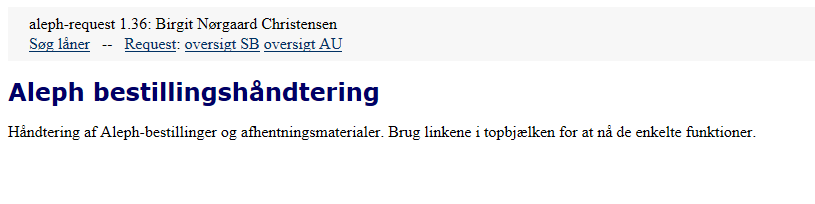 aleph-request 1.36: Birgit Nørgaard Christensen
Søg låner -- Request: oversigt SB oversigt AU
Aleph bestillingshåndtering
Håndtering af Aleph-bestillinger og afhentningsmaterialer. Brug linkene i topbjælken for at nå de enkelte funktioner.